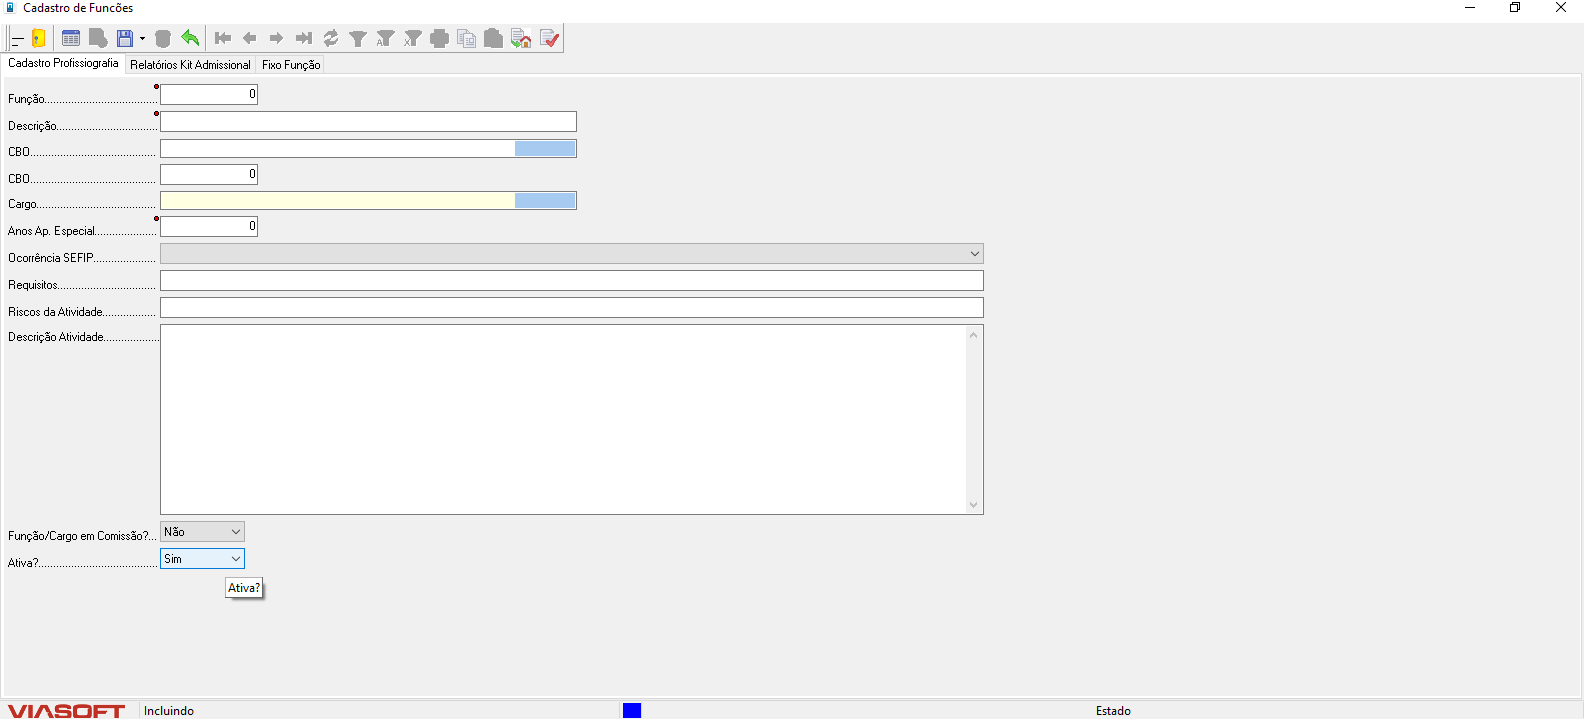 Cadastro de Funcões
Cadastro Profissiografia Relatórios Kit Admissional Fixo Função
Função...................................... 0
Descrição..................................
CBO..........................................
CBO.......................................... 0
Cargo........................................
Anos Ap. Especial..................... 0
Ocorrência SEFIP.....................
Requisitos.................................
Riscos da Atividade..................
Descrição Atividade...................
Função/Cargo em Comissão?... Não
Ativa?........................................ Sim
Ativa?
VIASOFT Incluindo Estado